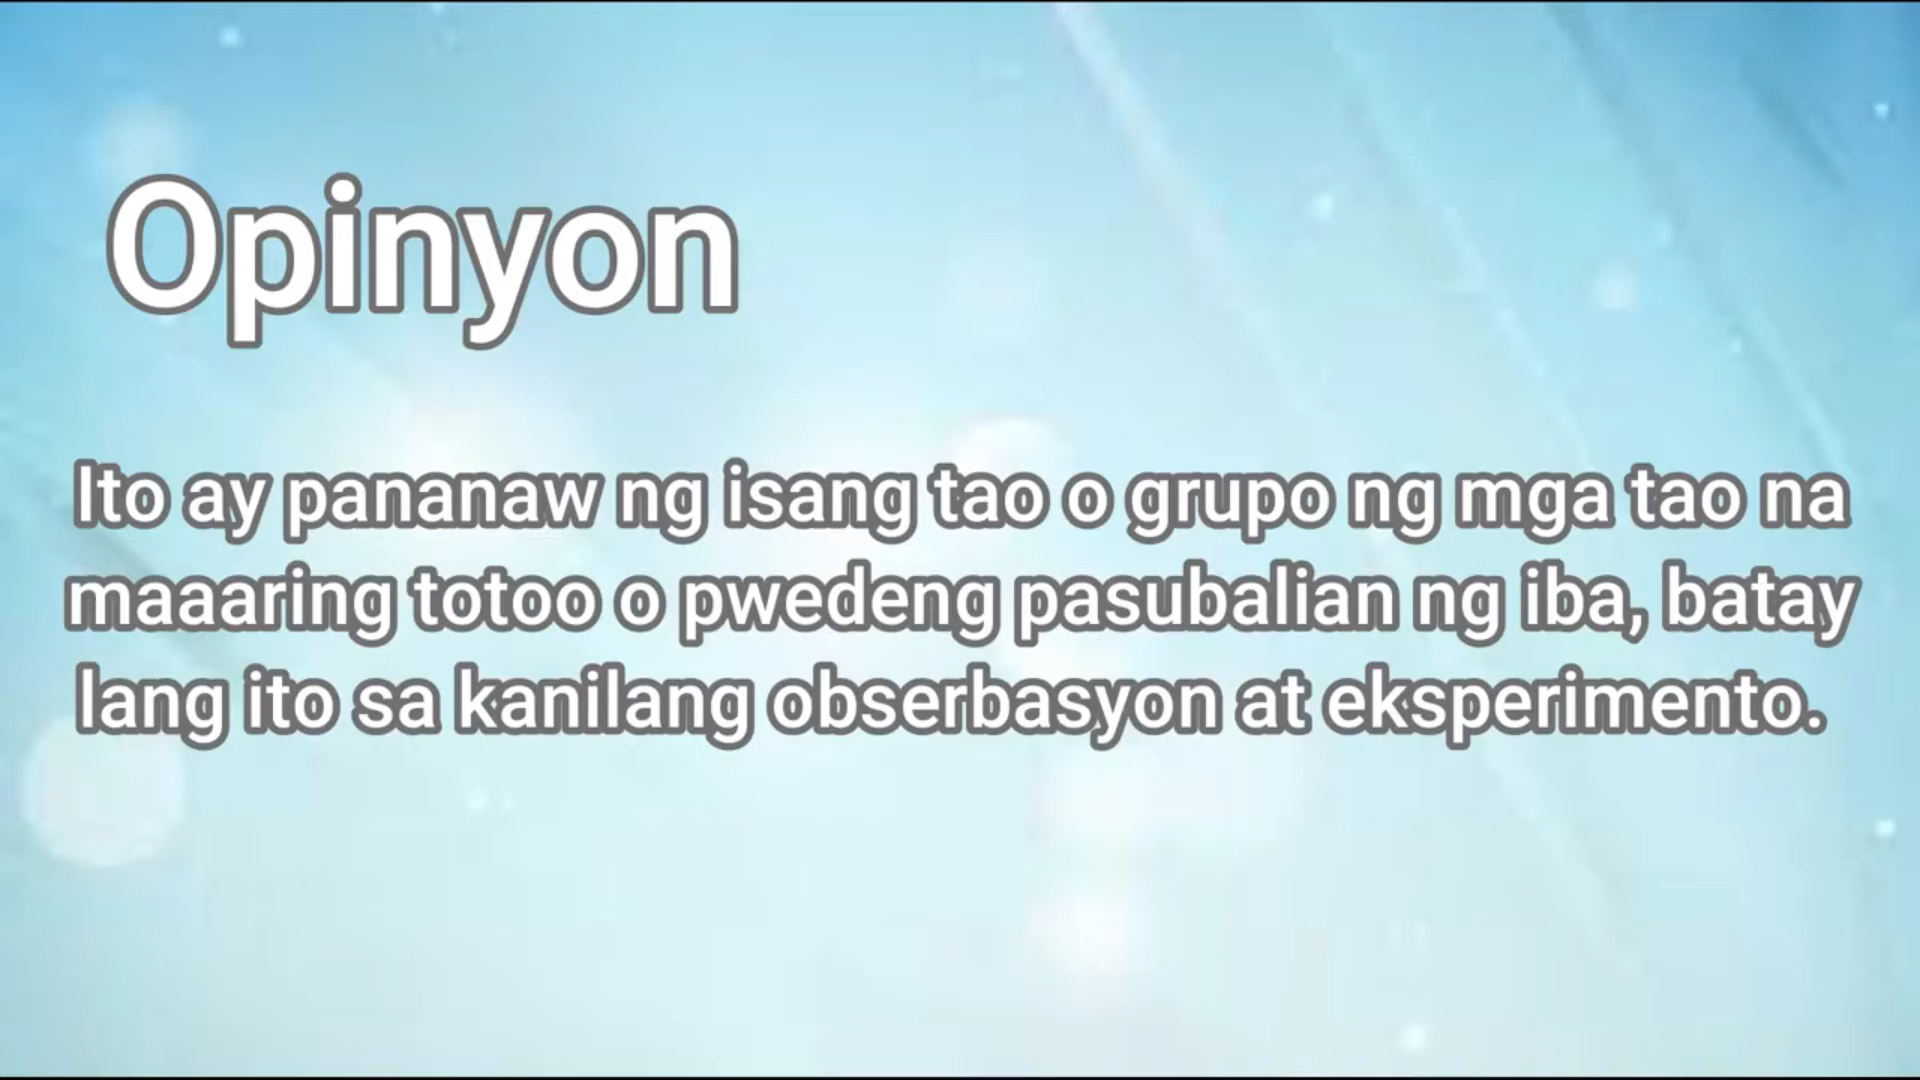 Opinyon
Ito ay pananaw ng isang tao o grupo ng mga tao na
maaaring totoo o pwedeng pasubalian ng iba, batay
lang ito sa kanilang obserbasyon at eksperimento.